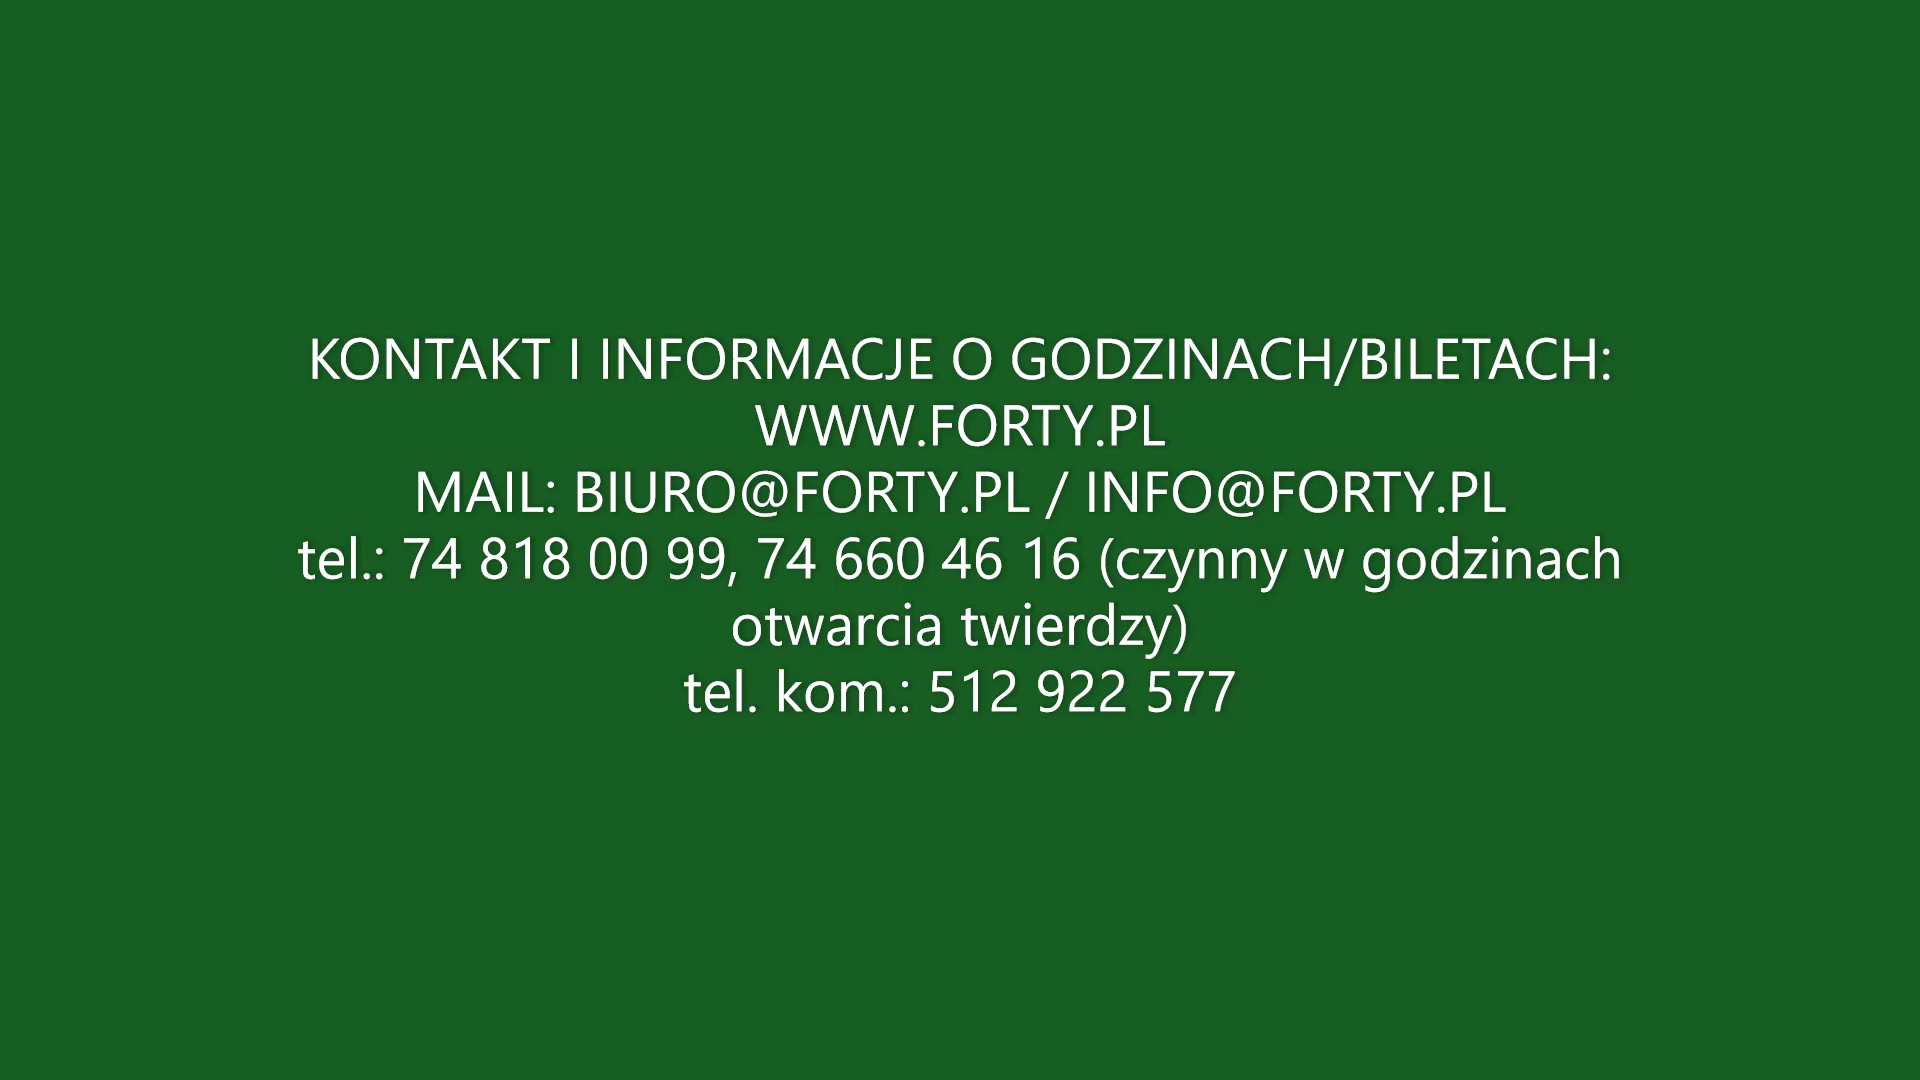 KONTAKT I INFORMACJE O GODZINACH/BILETACH:
WWW.FORTY.PL
MAIL: BIURO@FORTY.PL / INFO@FORTY.PL
tel.: 74 818 00 99, 74 660 46 16 (czynny w godzinach
otwarcia twierdzy)
tel. kom.: 512 922 577